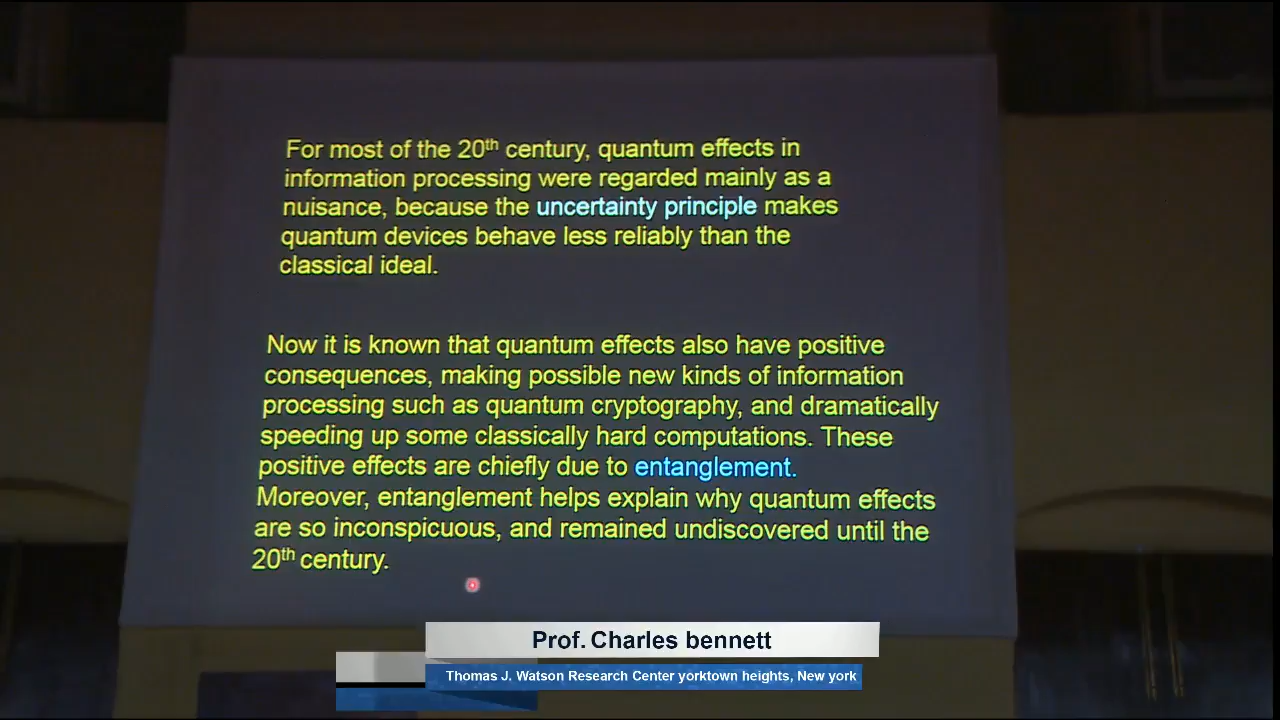 For most of the 20th century, quantum effects in
information processing were regarded mainly as a
nuisance, because the uncertainty principle makes
quantum devices behave less reliably than the
classical ideal.
Now it is known that quantum effects also have positive
consequences, making possible new kinds of information
processing such as quantum cryptography, and dramatically
speeding up some classically hard computations. These
positive effects are chiefly due to entanglement.
Moreover, entanglement helps explain why quantum effects
are so inconspicuous, and remained undiscovered until the
20th century.
Prof. Charles bennett
Thomas J. Watson Research Center yorktown heights, New york